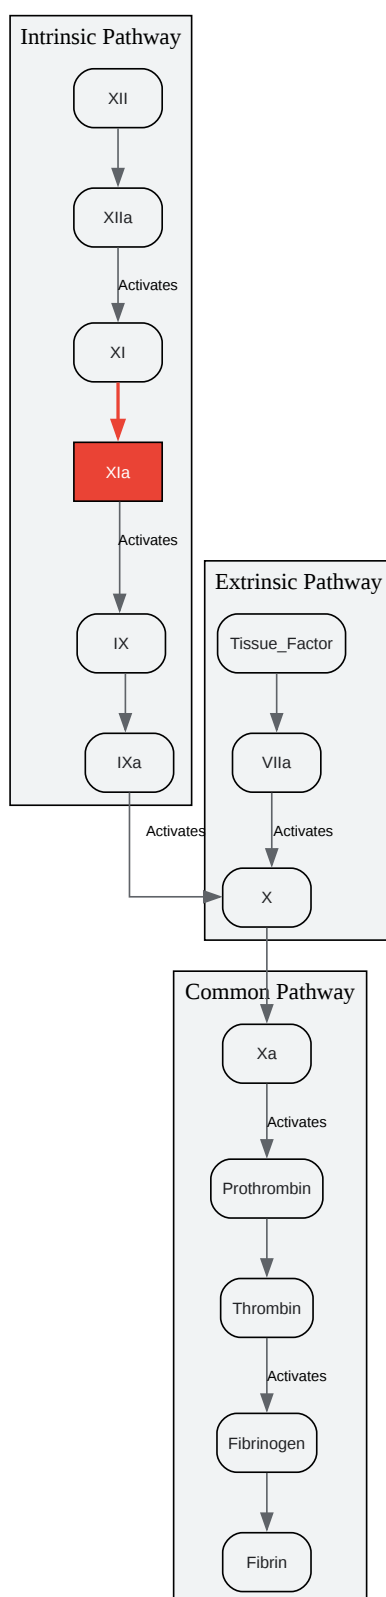 Intrinsic Pathway
XII
XIIa
Activates
XI
XIa
Activates
IX
IXa
Activates
Extrinsic Pathway
Tissue_Factor
VIIa
Activates
X
Common Pathway
Xa
Activates
Prothrombin
Thrombin
Activates
Fibrinogen
Fibrin